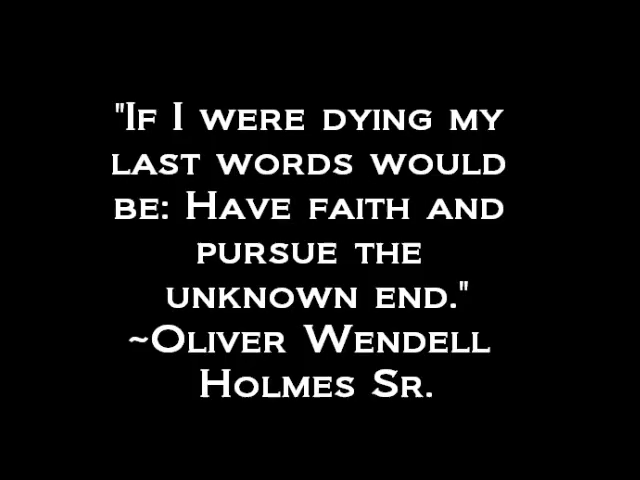 "If I were dying my
last words would
be: Have faith and
pursue the
unknown end."
~Oliver Wendell
Holmes Sr.